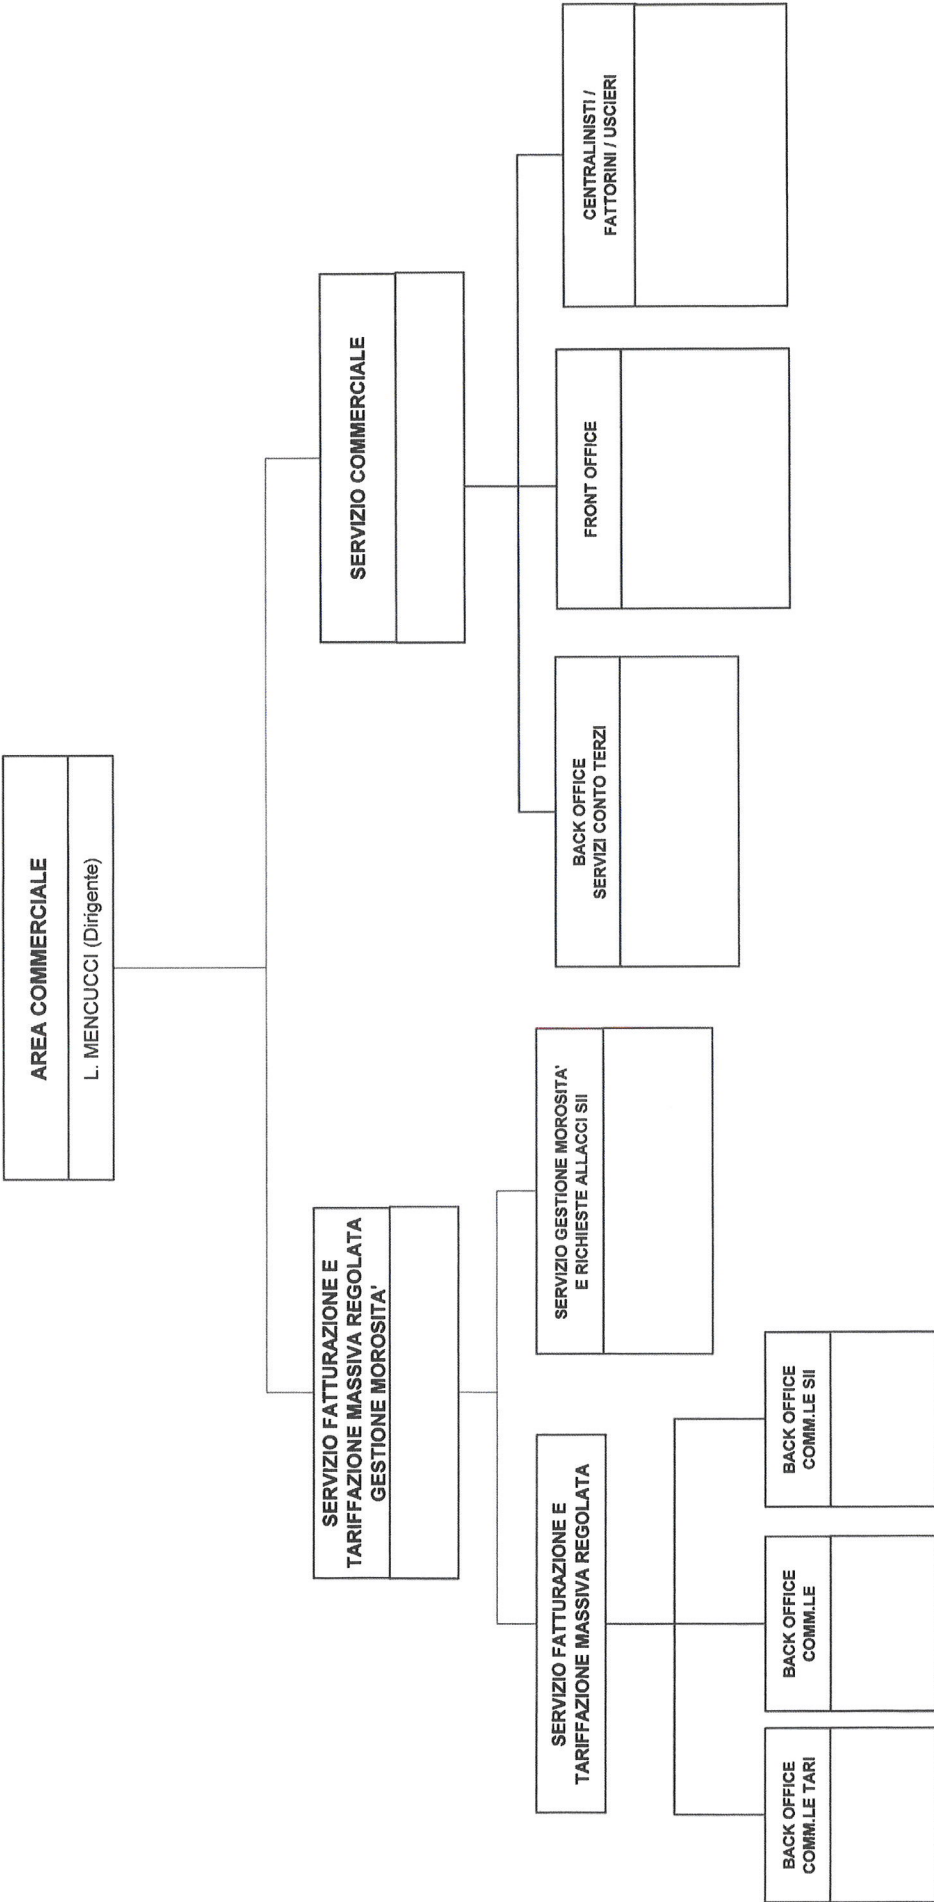 AREA COMMERCIALE
L. MENCUCCI (Dirigente)
SERVIZIO FATTURAZIONE E
TARIFFAZIONE MASSIVA REGOLATA
GESTIONE MOROSITA'
SERVIZIO COMMERCIALE
SERVIZIO FATTURAZIONE E
TARIFFAZIONE MASSIVA REGOLATA
SERVIZIO GESTIONE MOROSITA'
E RICHIESTE ALLACCI SII
BACK OFFICE
SERVIZI CONTO TERZI
FRONT OFFICE
CENTRALINISTI /
FATTORINI / USCIERI
BACK OFFICE
COMM.LE TARI
BACK OFFICE
COMM.LE
BACK OFFICE
COMM.LE SII